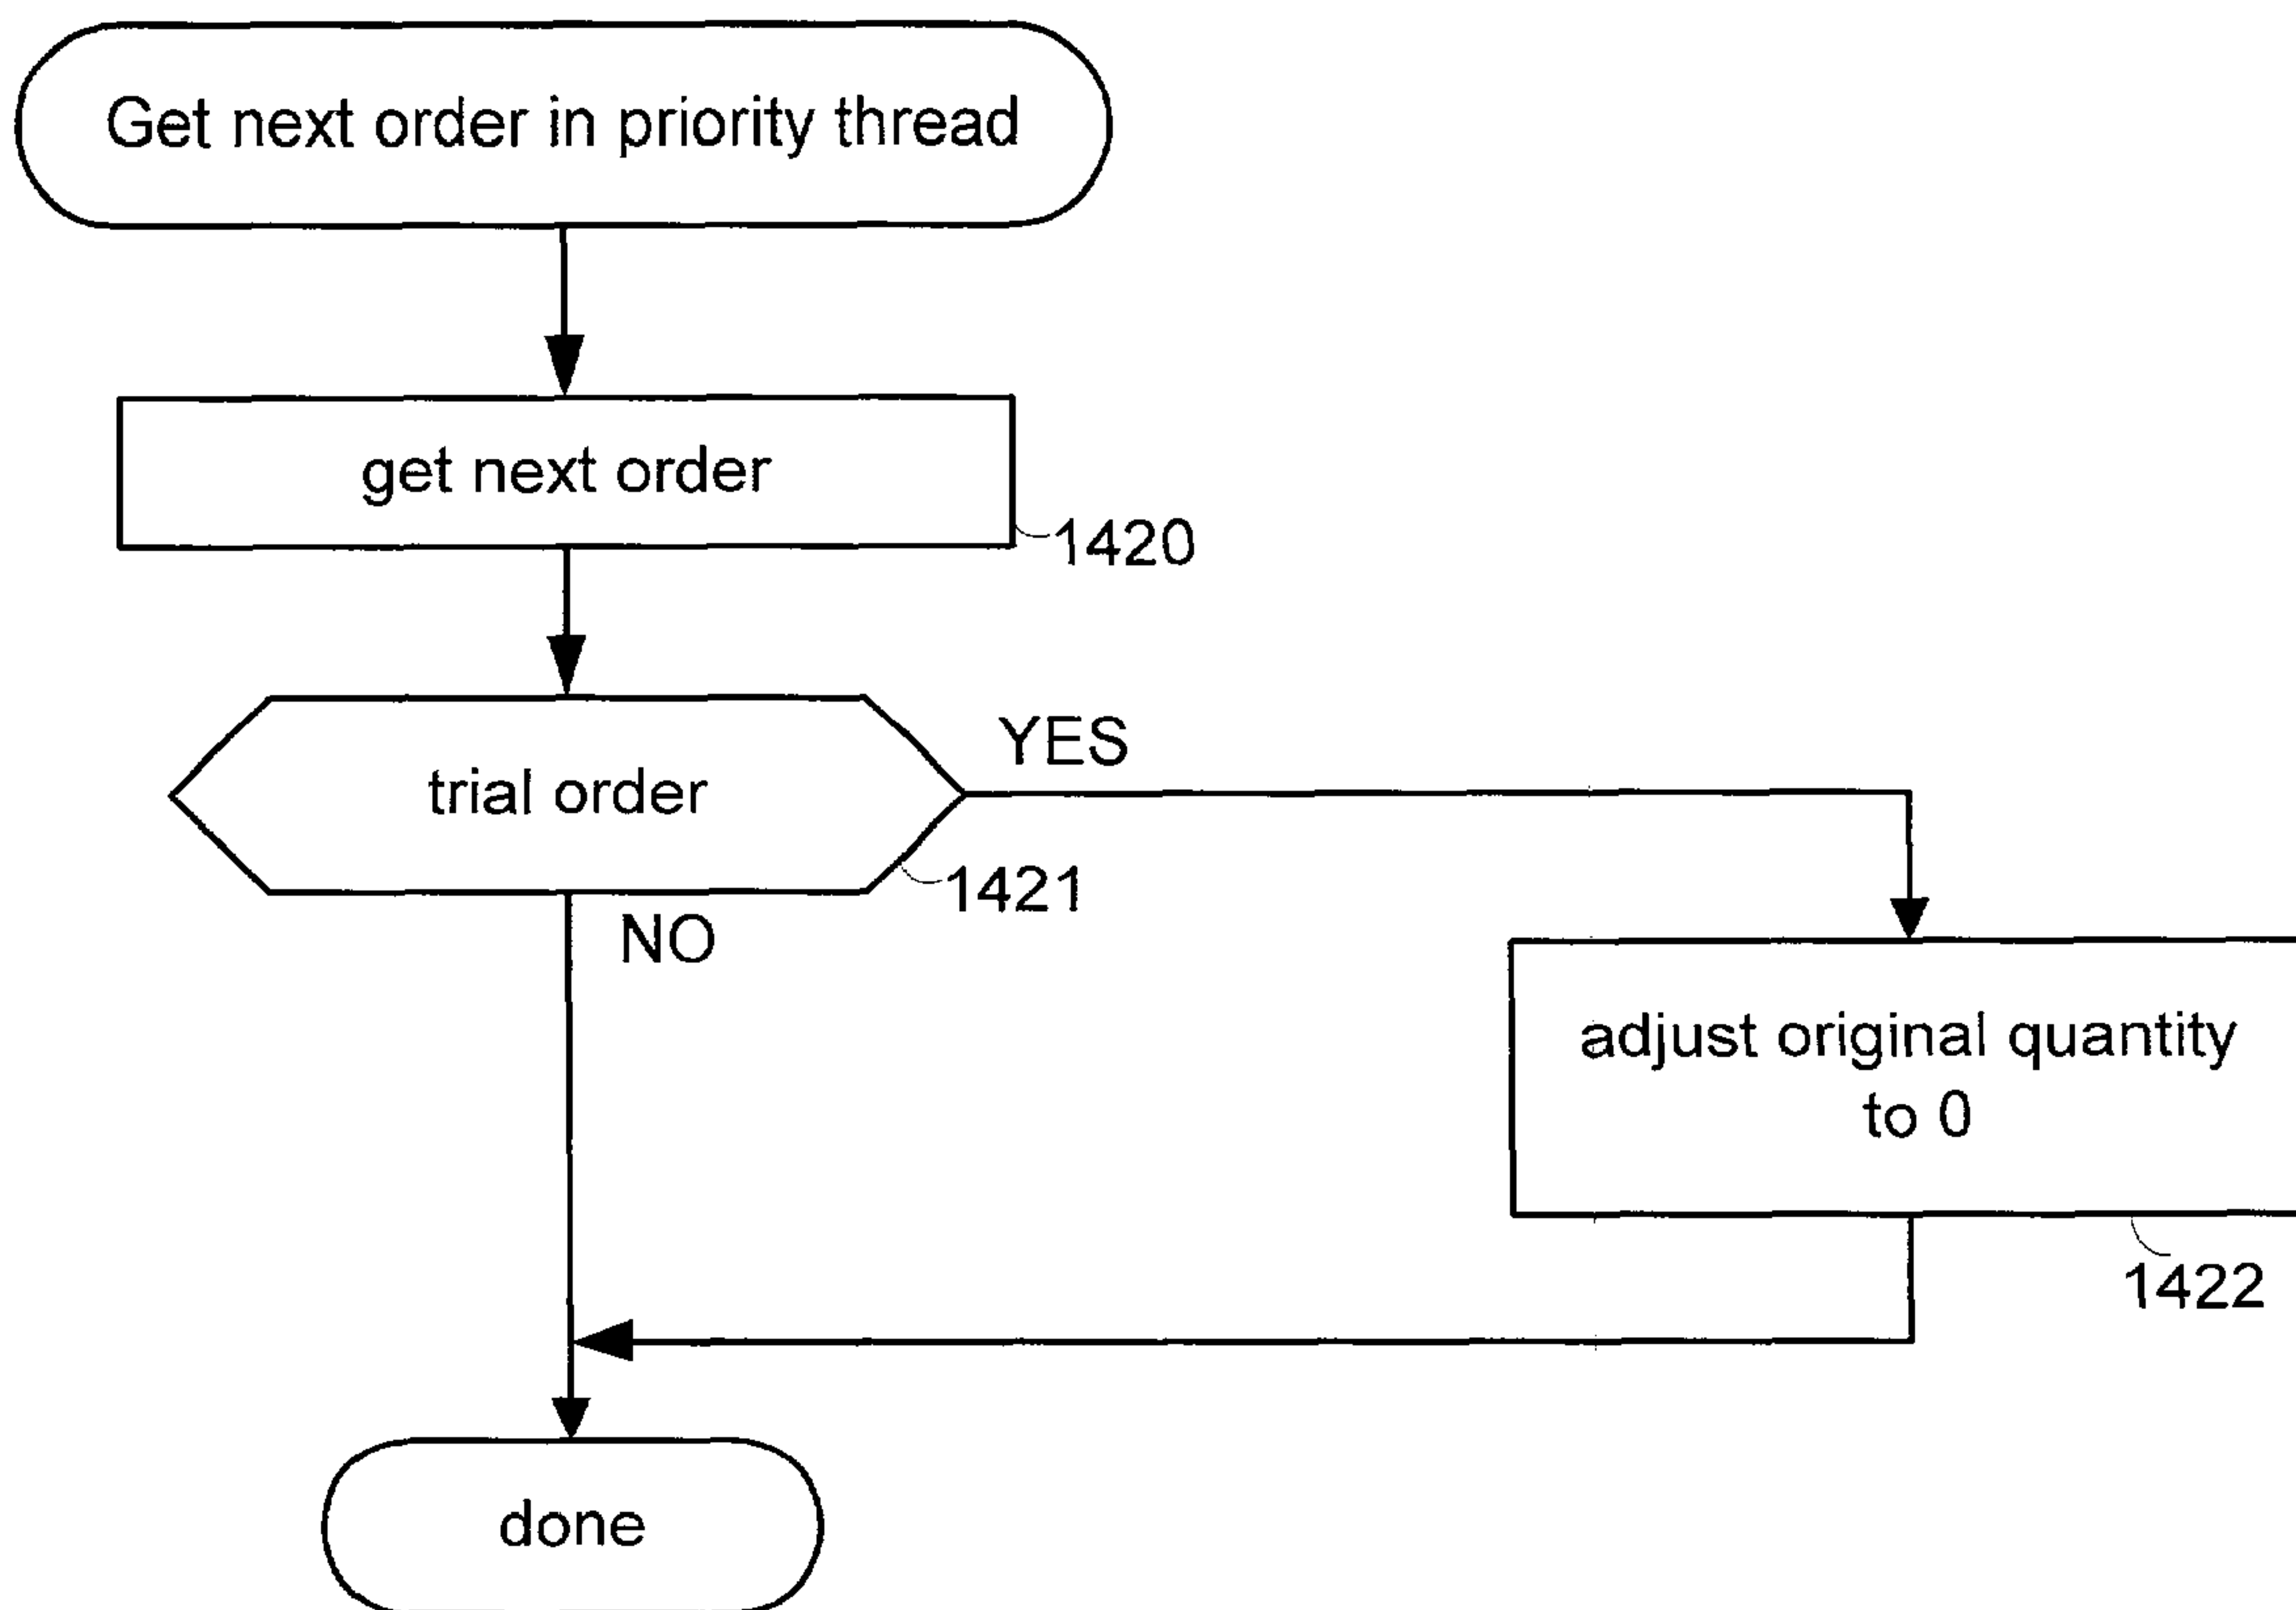 Get next order in priority thread
get next order
1420
trial order
YES
1421
NO
adjust original quantity
to 0
1422
done